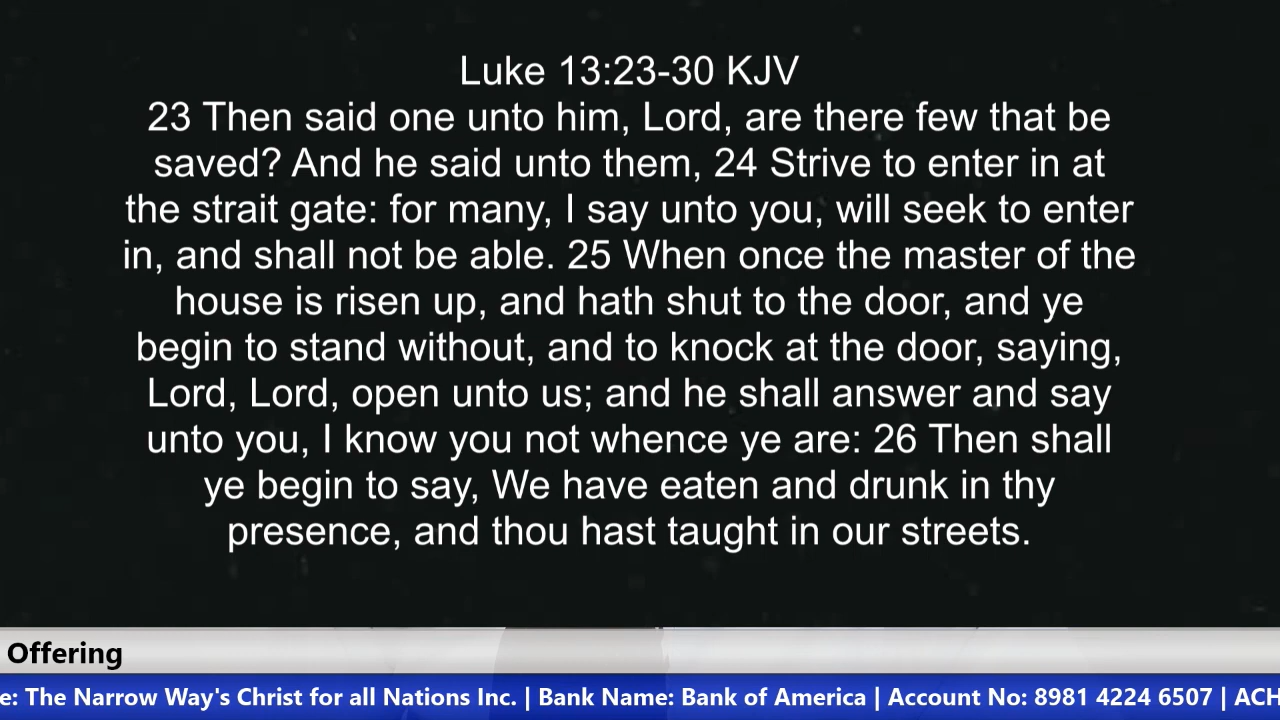 Luke 13:23-30 KJV
23 Then said one unto him, Lord, are there few that be
saved? And he said unto them, 24 Strive to enter in at
the strait gate: for many, I say unto you, will seek to enter
in, and shall not be able. 25 When once the master of the
house is risen up, and hath shut to the door, and ye
begin to stand without, and to knock at the door, saying,
Lord, Lord, open unto us; and he shall answer and say
unto you, I know you not whence ye are: 26 Then shall
ye begin to say, We have eaten and drunk in thy
presence, and thou hast taught in our streets.
Offering
e: The Narrow Way's Christ for all Nations Inc. | Bank Name: Bank of America | Account No: 8981 4224 6507 | ACH